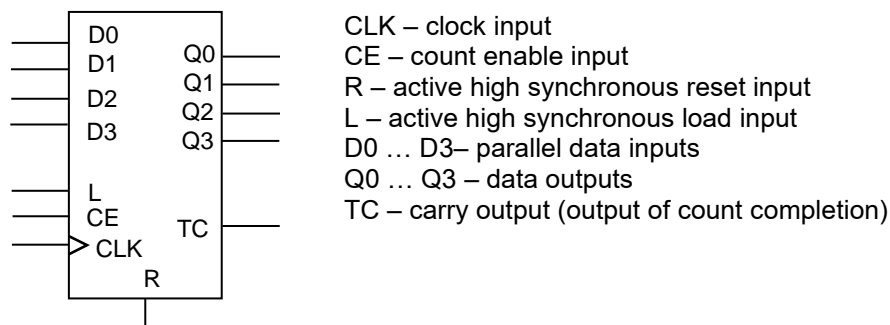 D0
D1
D2
D3
L
CE
CLK
R
Q0
Q1
Q2
Q3
TC
CLK – clock input
CE – count enable input
R – active high synchronous reset input
L – active high synchronous load input
D0 … D3– parallel data inputs
Q0 … Q3 – data outputs
TC – carry output (output of count completion)